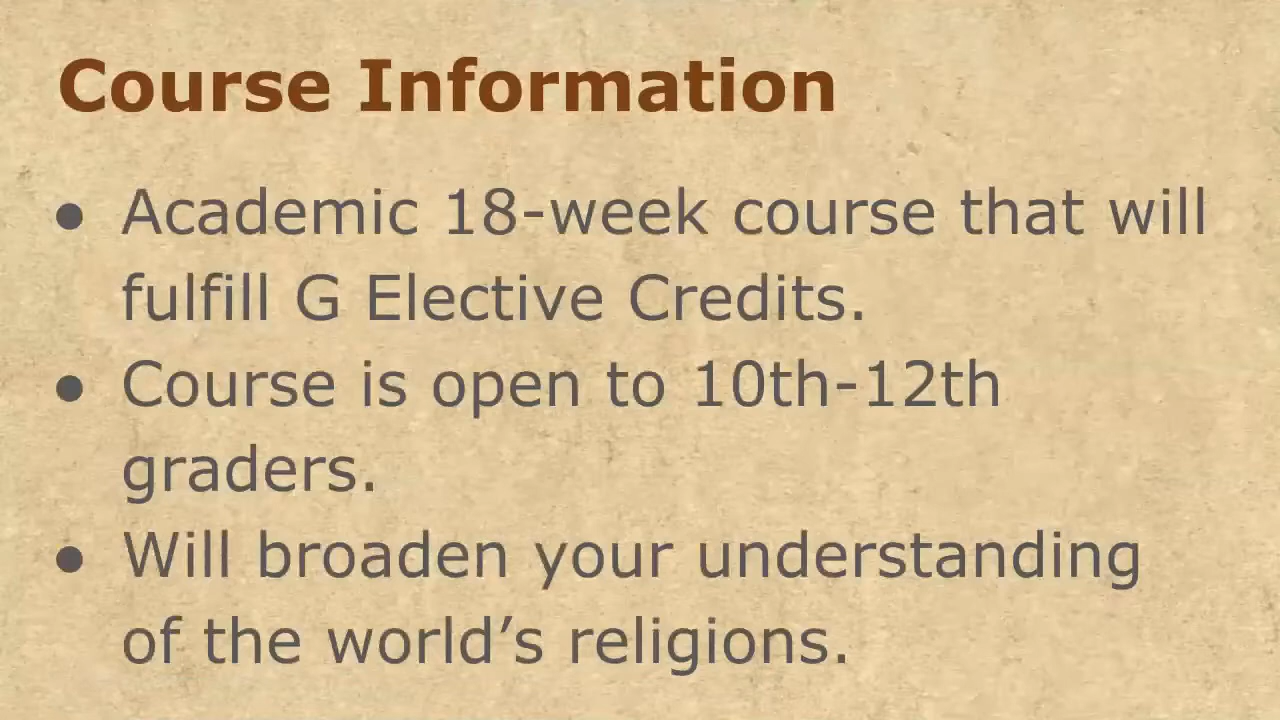 Course Information
● Academic 18-week course that will
fulfill G Elective Credits.
● Course is open to 10th-12th
graders.
● Will broaden your understanding
of the world’s religions.